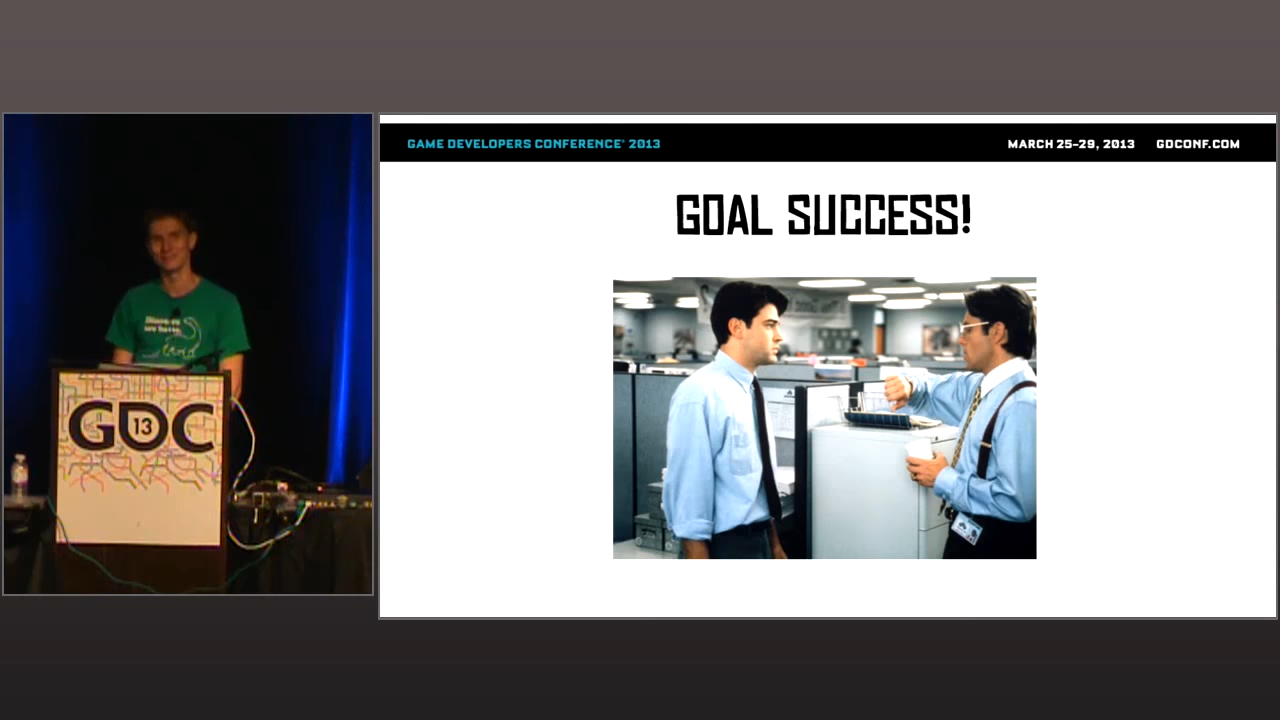 GAME DEVELOPERS CONFERENCE® 2013
MARCH 25-29, 2013
GDCONF.COM
GOAL SUCCESS!
GDC
13